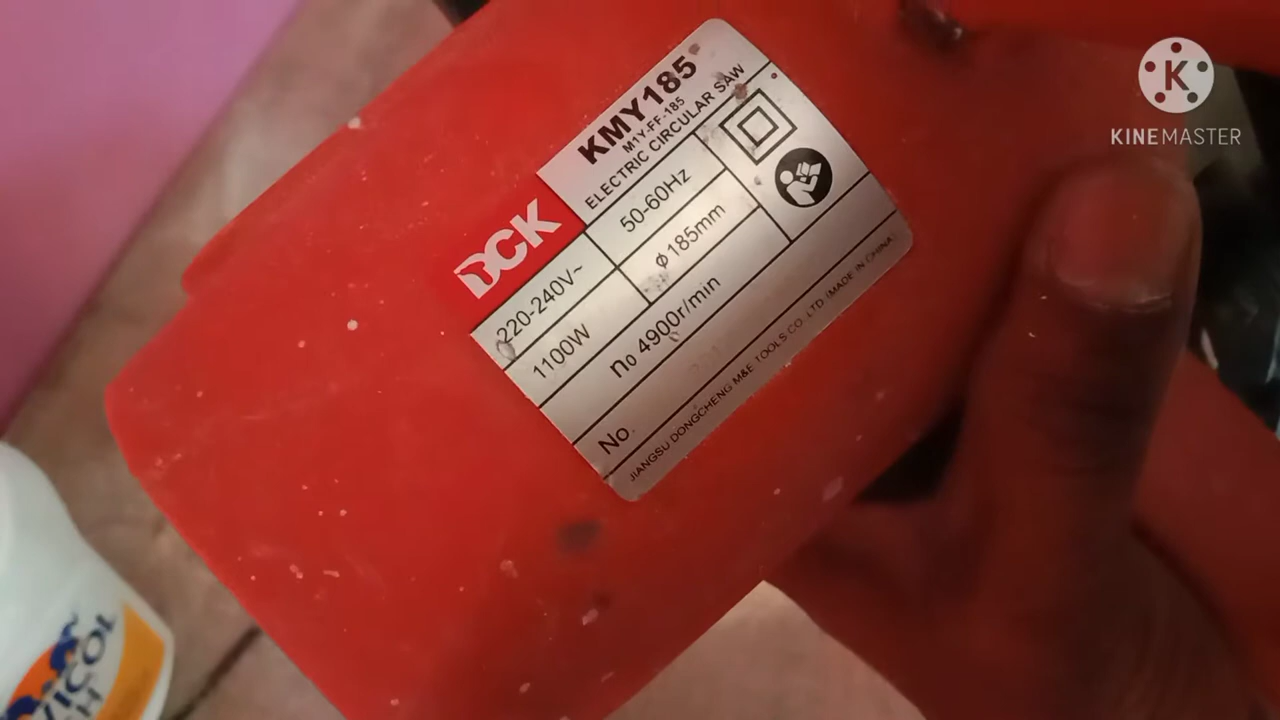 KMY185
M1Y-FF-185
ELECTRIC CIRCULAR SAW
DCK
220-240V~
50-60Hz
1100W
ϕ185mm
n₀ 4900r/min
No.
JIANGSU DONGCHENG M&E TOOLS CO., LTD. (MADE IN CHINA)
K
KINEMASTER